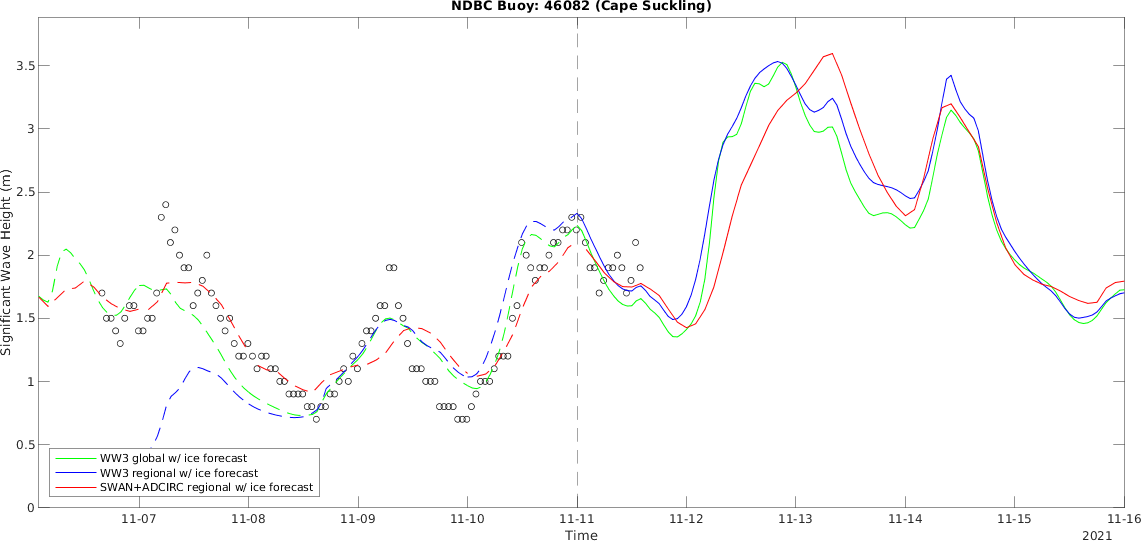 NDBC Buoy: 46082 (Cape Suckling)
Significant Wave Height (m)
3.5
3
2.5
2
1.5
1
0.5
0
WW3 global w/ ice forecast
WW3 regional w/ ice forecast
SWAN+ADCIRC regional w/ ice forecast
11-07 11-08 11-09 11-10 11-11 11-12 11-13 11-14 11-15 11-16
Time
2021